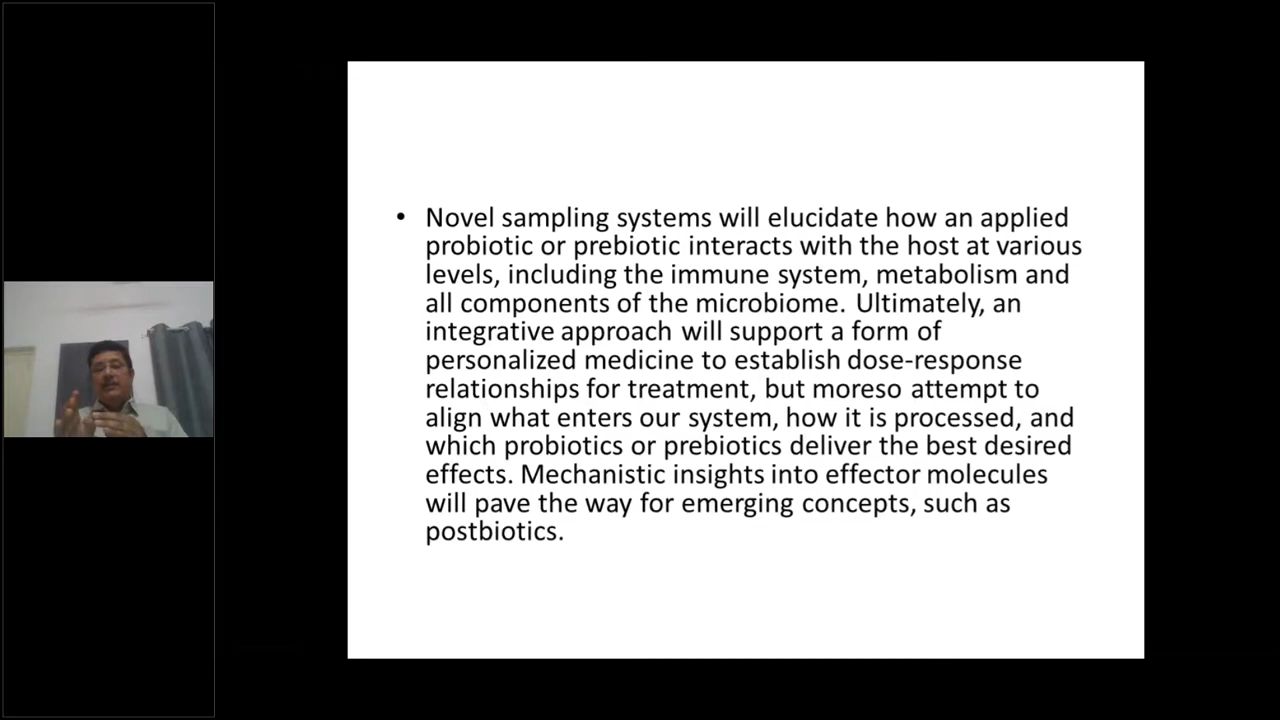 • Novel sampling systems will elucidate how an applied
probiotic or prebiotic interacts with the host at various
levels, including the immune system, metabolism and
all components of the microbiome. Ultimately, an
integrative approach will support a form of
personalized medicine to establish dose-response
relationships for treatment, but moreso attempt to
align what enters our system, how it is processed, and
which probiotics or prebiotics deliver the best desired
effects. Mechanistic insights into effector molecules
will pave the way for emerging concepts, such as
postbiotics.